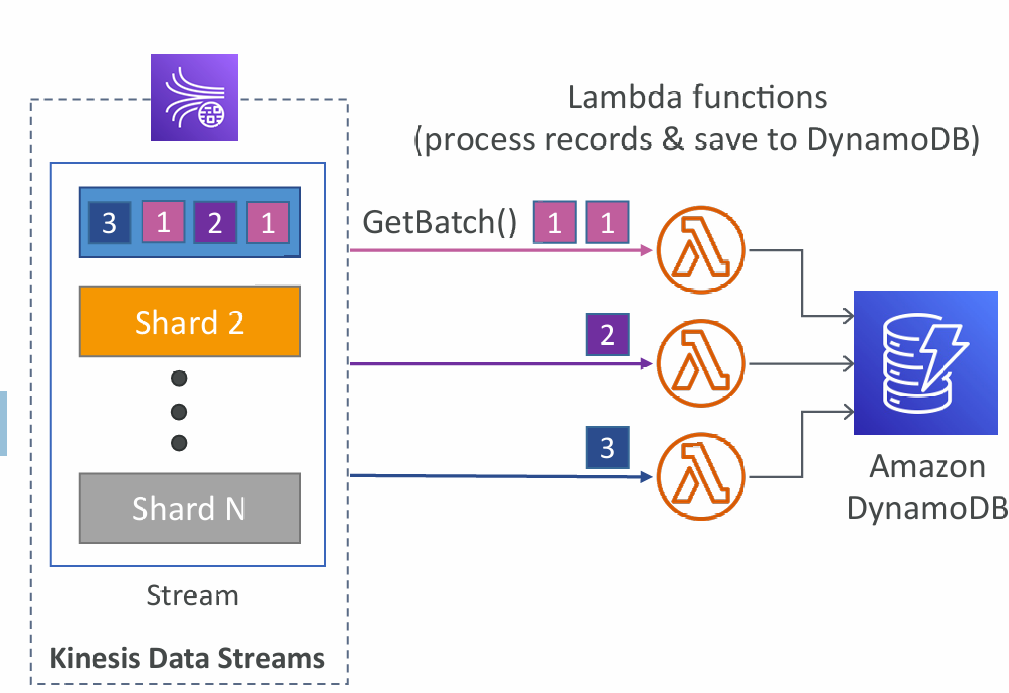 Lambda functions
(process records & save to DynamoDB)
3 1 2 1
GetBatch() 1 1
Shard 2
2
3
Shard N
Amazon
DynamoDB
Stream
Kinesis Data Streams